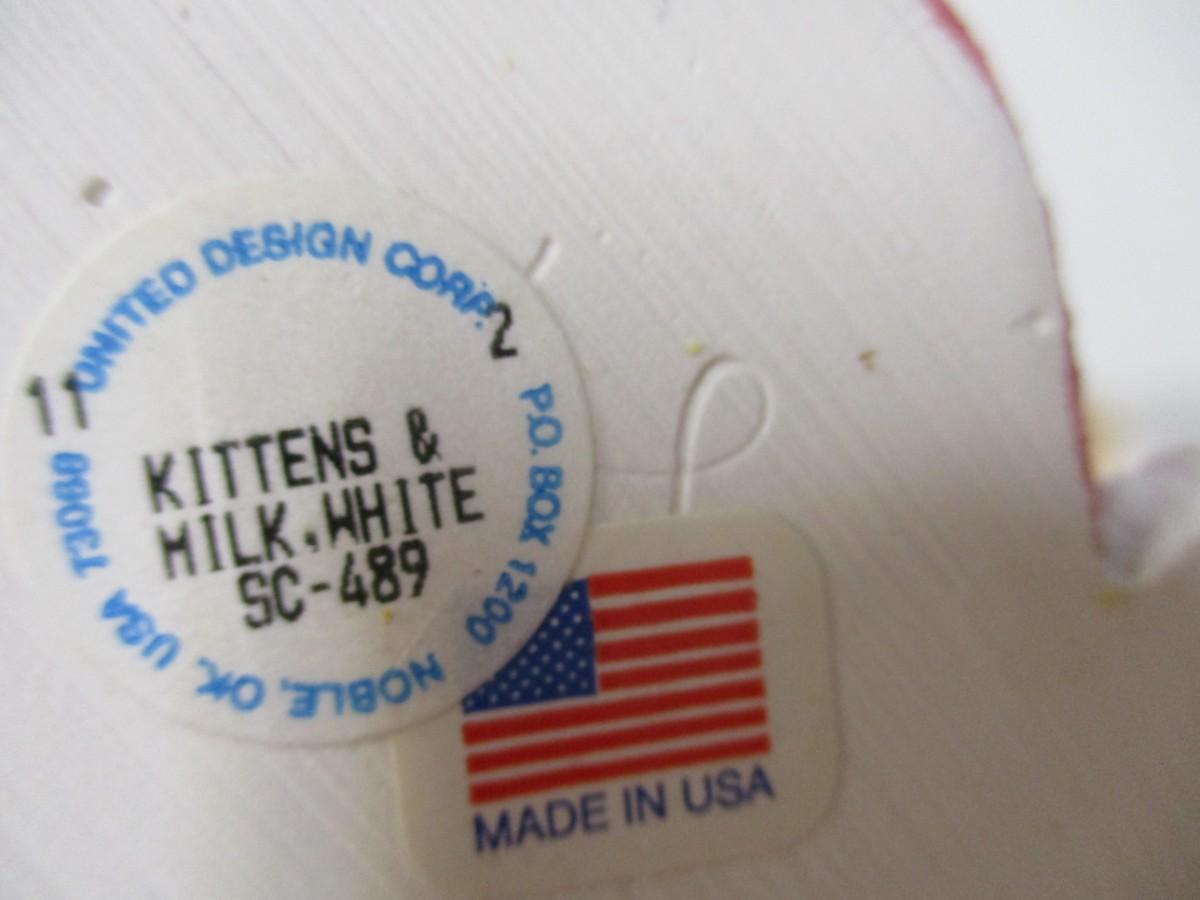 UNITED DESIGN CORP.
P.O. BOX 1200
NOBLE, OK, USA 73068
11
2
KITTENS &
MILK,WHITE
SC-489
MADE IN USA